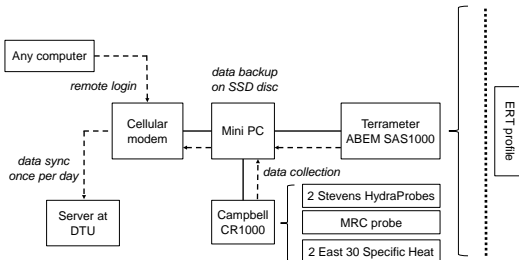 Any computer
remote login
data backup
on SSD disc
Cellular
modem
Mini PC
Terrameter
ABEM SAS1000
ERT profile
data sync
once per day
data collection
Server at
DTU
Campbell
CR1000
2 Stevens HydraProbes
MRC probe
2 East 30 Specific Heat